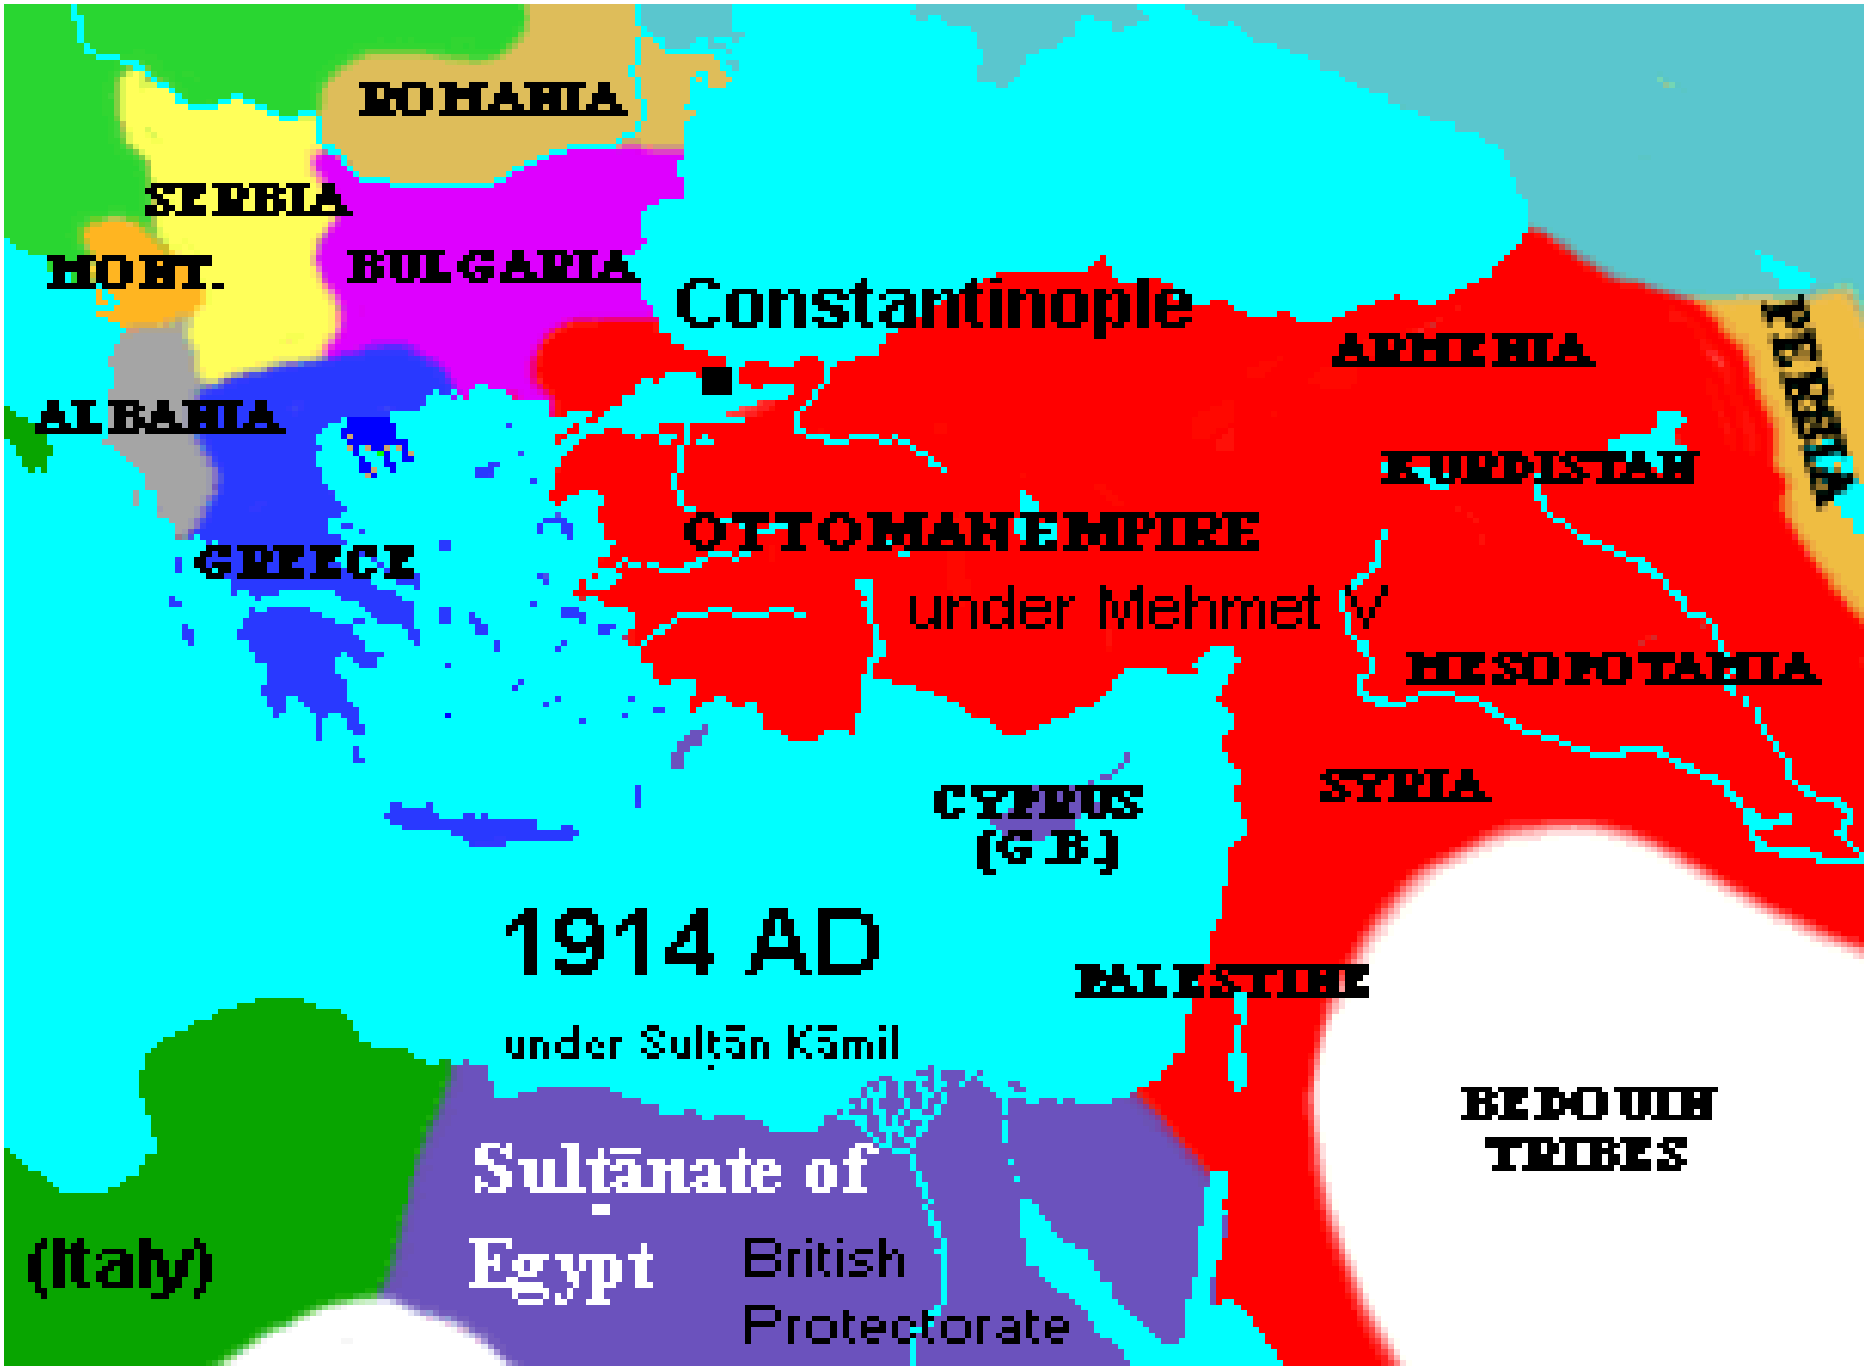 ROMANIA
SERBIA
MONT.
BULGARIA
Constantinople
ARMENIA
PERSIA
ALBANIA
KURDISTAN
OTTOMAN EMPIRE
GREECE
under Mehmet V
MESOPOTAMIA
SYRIA
CYPRUS
(G.B.)
1914 AD
PALESTINE
under Sulṭān Kāmil
BEDOUIN
TRIBES
Sulṭānate of
Egypt
(Italy)
British
Protectorate